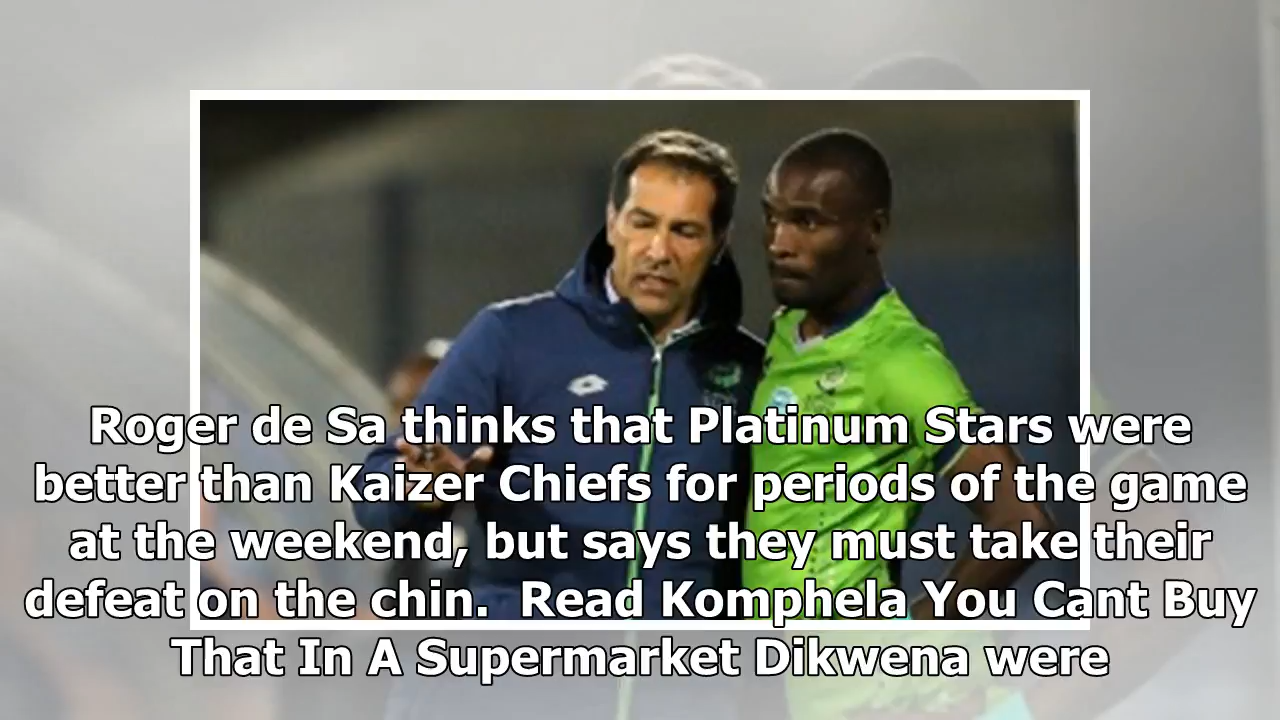 Roger de Sa thinks that Platinum Stars were
better than Kaizer Chiefs for periods of the game
at the weekend, but says they must take their
defeat on the chin.  Read Komphela You Cant Buy
That In A Supermarket Dikwena were